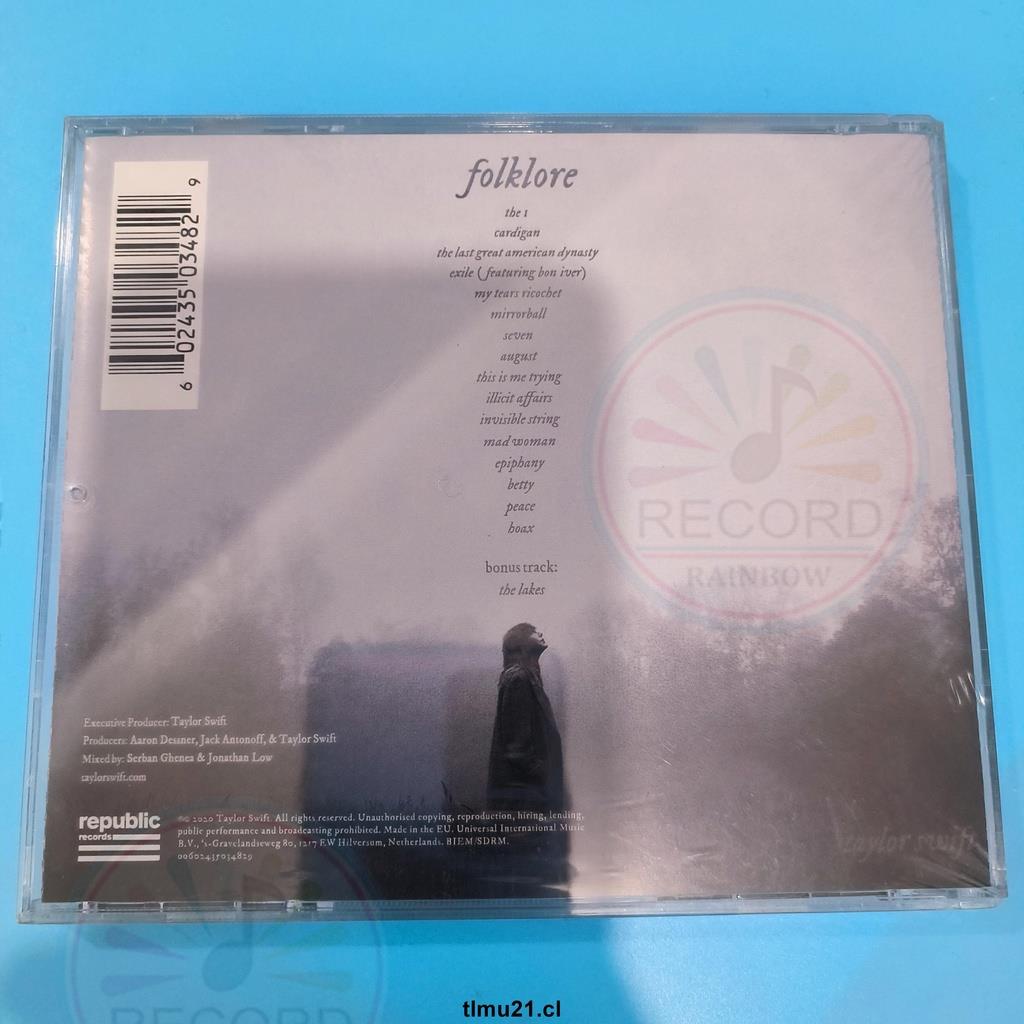 folklore
the 1
cardigan
the last great american dynasty
exile (featuring bon iver)
my tears ricochet
mirrorball
seven
august
this is me trying
illicit affairs
invisible string
mad woman
epiphany
betty
peace
hoax
bonus track:
the lakes
6 02435 03482 9
RECORD
RAINBOW
Executive Producer: Taylor Swift
Producers: Aaron Dessner, Jack Antonoff, & Taylor Swift
Mixed by: Serban Ghenea & Jonathan Low
taylorswift.com
republic
records
℗© 2020 Taylor Swift. All rights reserved. Unauthorised copying, reproduction, hiring, lending,
public performance and broadcasting prohibited. Made in the EU. Universal International Music
B.V., 's-Gravelandseweg 80, 1217 EW Hilversum, Netherlands. BIEM/SDRM.
00602435034829
taylor swift
RECORD
tlmu21.cl